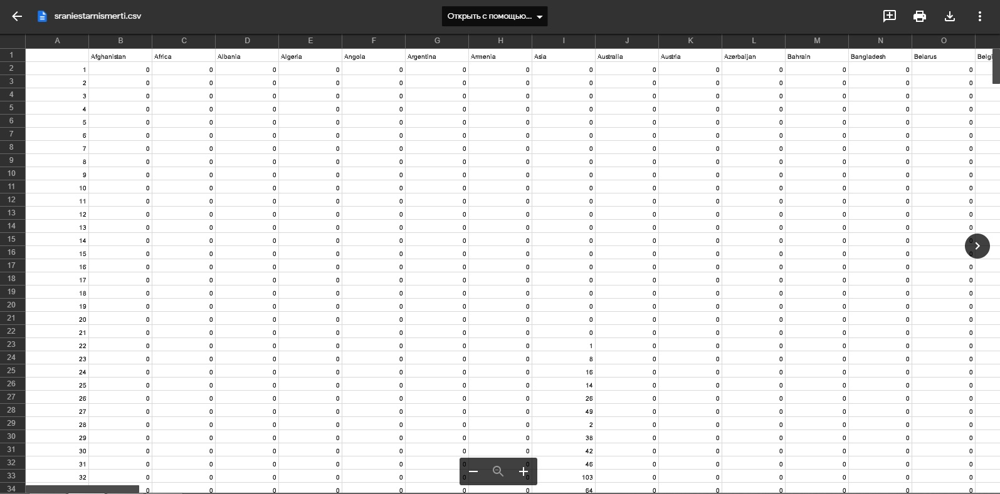 sraniestarnismerti.csv Открыть с помощью...
A B C D E F G H I J K L M N O
1 Afghanistan Africa Albania Algeria Angola Argentina Armenia Asia Australia Austria Azerbaijan Bahrain Bangladesh Belarus Belgi
2 1 0 0 0 0 0 0 0 0 0 0 0 0 0 0
3 2 0 0 0 0 0 0 0 0 0 0 0 0 0 0
4 3 0 0 0 0 0 0 0 0 0 0 0 0 0 0
5 4 0 0 0 0 0 0 0 0 0 0 0 0 0 0
6 5 0 0 0 0 0 0 0 0 0 0 0 0 0 0
7 6 0 0 0 0 0 0 0 0 0 0 0 0 0 0
8 7 0 0 0 0 0 0 0 0 0 0 0 0 0 0
9 8 0 0 0 0 0 0 0 0 0 0 0 0 0 0
10 9 0 0 0 0 0 0 0 0 0 0 0 0 0 0
11 10 0 0 0 0 0 0 0 0 0 0 0 0 0 0
12 11 0 0 0 0 0 0 0 0 0 0 0 0 0 0
13 12 0 0 0 0 0 0 0 0 0 0 0 0 0 0
14 13 0 0 0 0 0 0 0 0 0 0 0 0 0 0
15 14 0 0 0 0 0 0 0 0 0 0 0 0 0 0
16 15 0 0 0 0 0 0 0 0 0 0 0 0 0 0
17 16 0 0 0 0 0 0 0 0 0 0 0 0 0 0
18 17 0 0 0 0 0 0 0 0 0 0 0 0 0 0
19 18 0 0 0 0 0 0 0 0 0 0 0 0 0 0
20 19 0 0 0 0 0 0 0 0 0 0 0 0 0 0
21 20 0 0 0 0 0 0 0 0 0 0 0 0 0 0
22 21 0 0 0 0 0 0 0 0 0 0 0 0 0 0
23 22 0 0 0 0 0 0 0 1 0 0 0 0 0 0
24 23 0 0 0 0 0 0 0 8 0 0 0 0 0 0
25 24 0 0 0 0 0 0 0 16 0 0 0 0 0 0
26 25 0 0 0 0 0 0 0 14 0 0 0 0 0 0
27 26 0 0 0 0 0 0 0 26 0 0 0 0 0 0
28 27 0 0 0 0 0 0 0 49 0 0 0 0 0 0
29 28 0 0 0 0 0 0 0 2 0 0 0 0 0 0
30 29 0 0 0 0 0 0 0 38 0 0 0 0 0 0
31 30 0 0 0 0 0 0 0 42 0 0 0 0 0 0
32 31 0 0 0 0 0 0 0 46 0 0 0 0 0 0
33 32 0 0 0 0 0 0 0 103 0 0 0 0 0 0
34 0 0 0 0 0 0 0 64 0 0 0 0 0 0